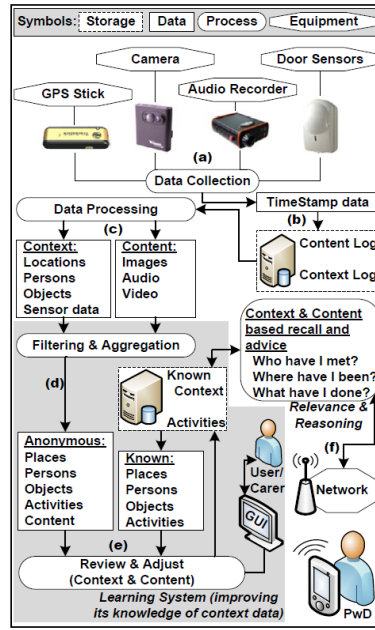 Symbols: Storage Data Process Equipment
Camera
Door Sensors
GPS Stick
Audio Recorder
(a)
Data Collection
Data Processing
TimeStamp data
(b)
(c)
Content Log
Context Log
Context:
Locations
Persons
Objects
Sensor data
Content:
Images
Audio
Video
Context & Content
based recall and
advice
Who have I met?
Where have I been?
What have I done?
Relevance &
Reasoning
Filtering & Aggregation
(d)
Known
Context
Activities
(f)
Network
User/
Carer
GUI
Anonymous:
Places
Persons
Objects
Activities
Content
Known:
Places
Persons
Objects
Activities
(e)
Review & Adjust
(Context & Content)
PwD
Learning System (improving
its knowledge of context data)